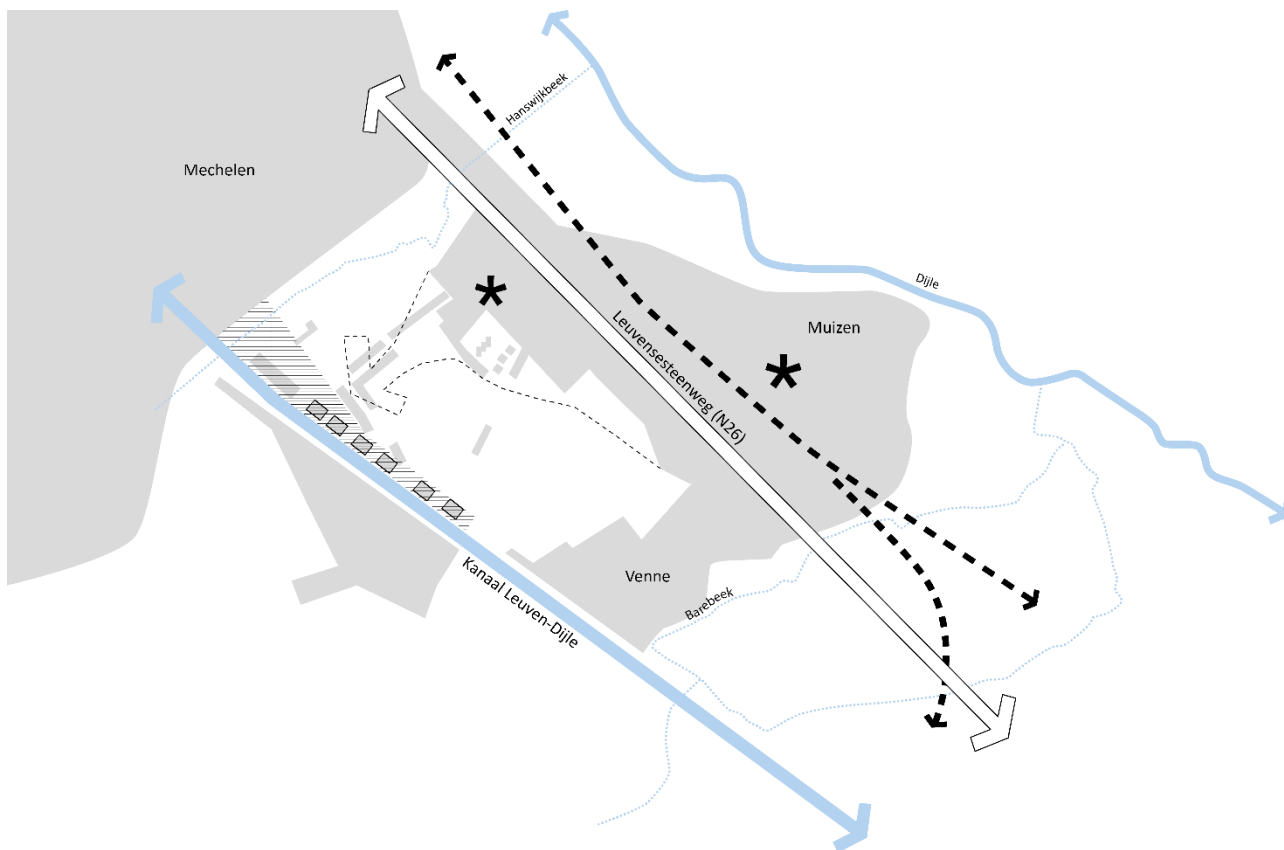 Hanswijkbeek
Mechelen
Dijle
Muizen
Leuvensesteenweg (N26)
Venne
Barebeek
Kanaal Leuven-Dijle